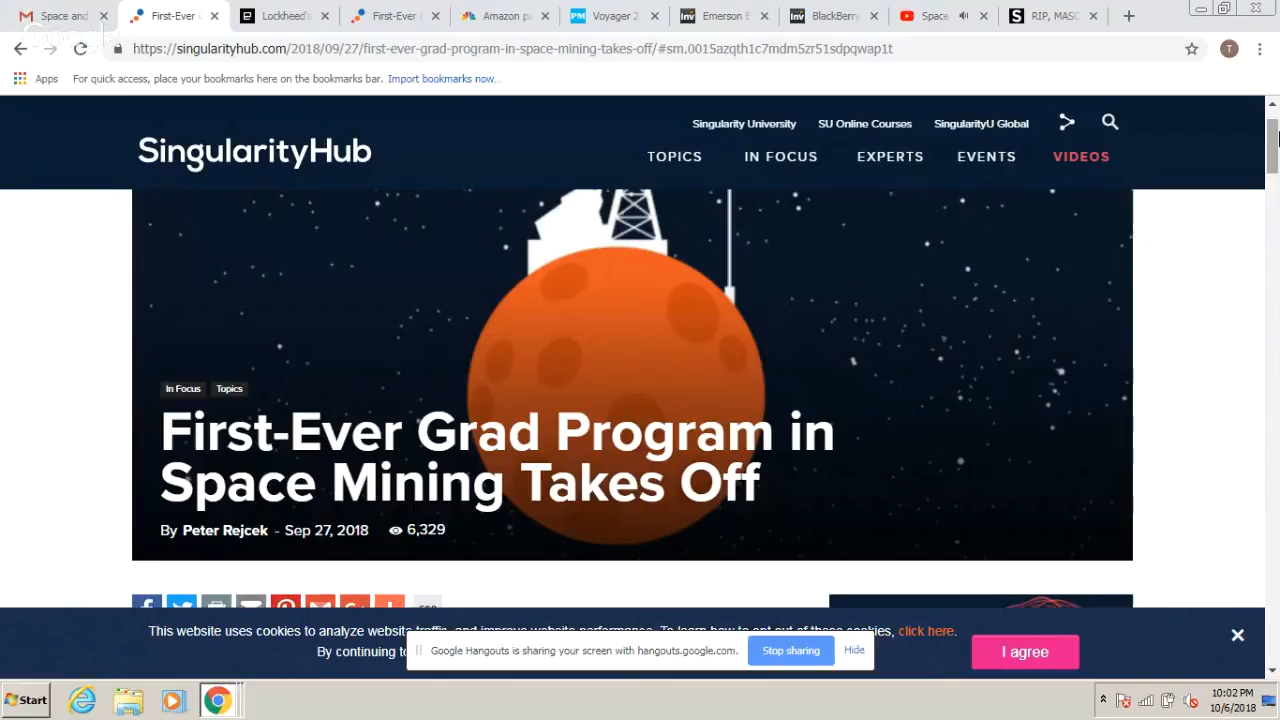 Space and
First-Ever
Lockheed's
First-Ever
Amazon pa
Voyager 2
Emerson
BlackBerry
Space
RIP, MASC
https://singularityhub.com/2018/09/27/first-ever-grad-program-in-space-mining-takes-off/#sm.0015azqth1c7mdm5zr51sdpqwap1t
T
Apps
For quick access, place your bookmarks here on the bookmarks bar. Import bookmarks now...
Singularity University
SU Online Courses
SingularityU Global
SingularityHub
TOPICS
IN FOCUS
EXPERTS
EVENTS
VIDEOS
In Focus
Topics
First-Ever Grad Program in
Space Mining Takes Off
By Peter Rejcek - Sep 27, 2018 6,329
This website uses cookies to analyze website traffic, and improve website performance. To learn how to opt out of these cookies, click here.
By continuing to
Google Hangouts is sharing your screen with hangouts.google.com.
Stop sharing
Hide
I agree
Start
10:02 PM
10/6/2018